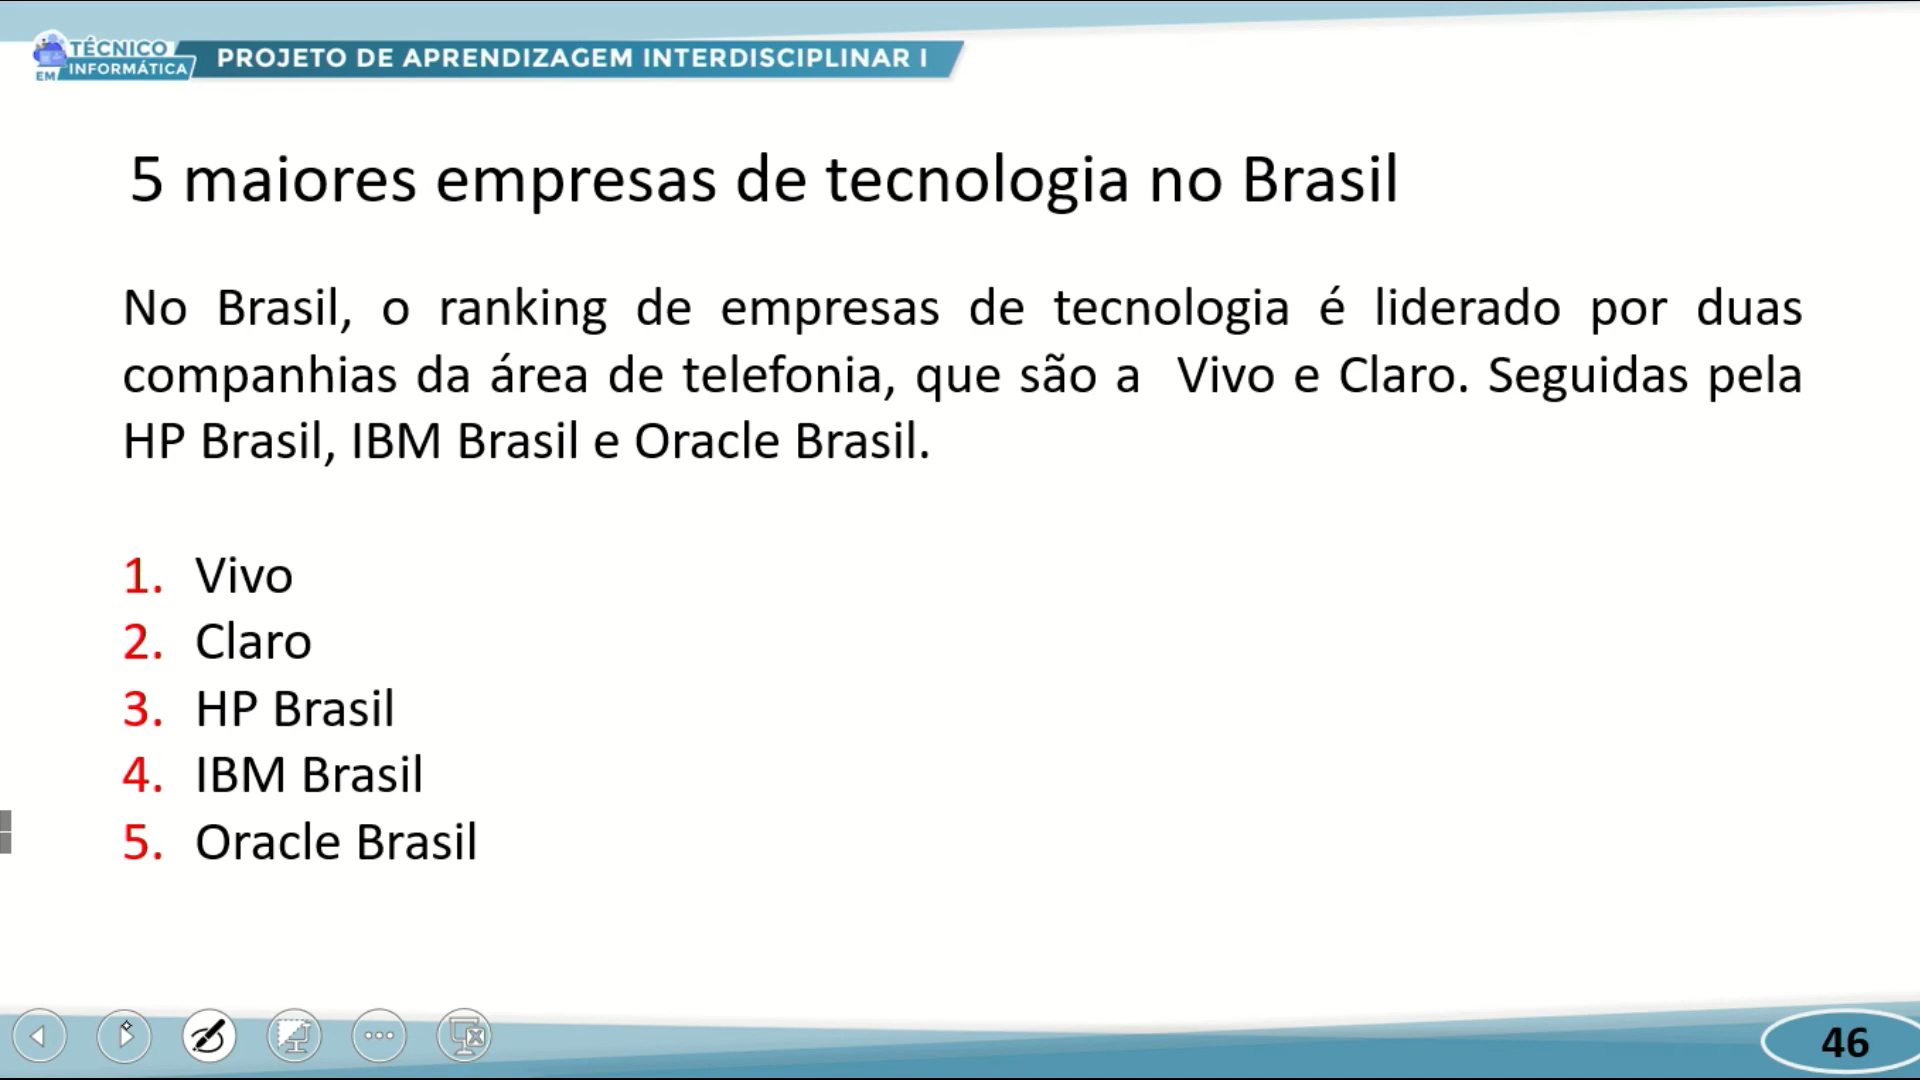 TÉCNICO
EM INFORMÁTICA
PROJETO DE APRENDIZAGEM INTERDISCIPLINAR I
5 maiores empresas de tecnologia no Brasil
No Brasil, o ranking de empresas de tecnologia é liderado por duas
companhias da área de telefonia, que são a Vivo e Claro. Seguidas pela
HP Brasil, IBM Brasil e Oracle Brasil.
1. Vivo
2. Claro
3. HP Brasil
4. IBM Brasil
5. Oracle Brasil
46